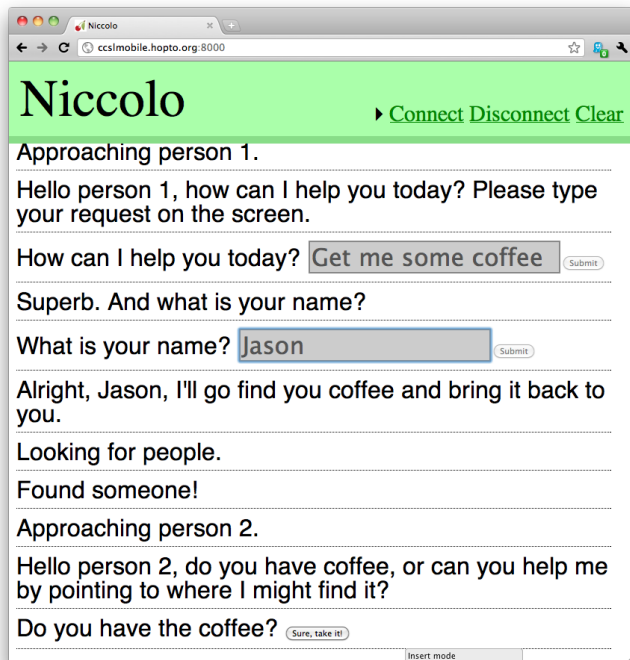 Niccolo
ccslmobile.hopto.org:8000
0
Niccolo
Connect Disconnect Clear
Approaching person 1.
Hello person 1, how can I help you today? Please type
your request on the screen.
How can I help you today? Get me some coffee Submit
Superb. And what is your name?
What is your name? Jason Submit
Alright, Jason, I'll go find you coffee and bring it back to
you.
Looking for people.
Found someone!
Approaching person 2.
Hello person 2, do you have coffee, or can you help me
by pointing to where I might find it?
Do you have the coffee? Sure, take it!
Insert mode